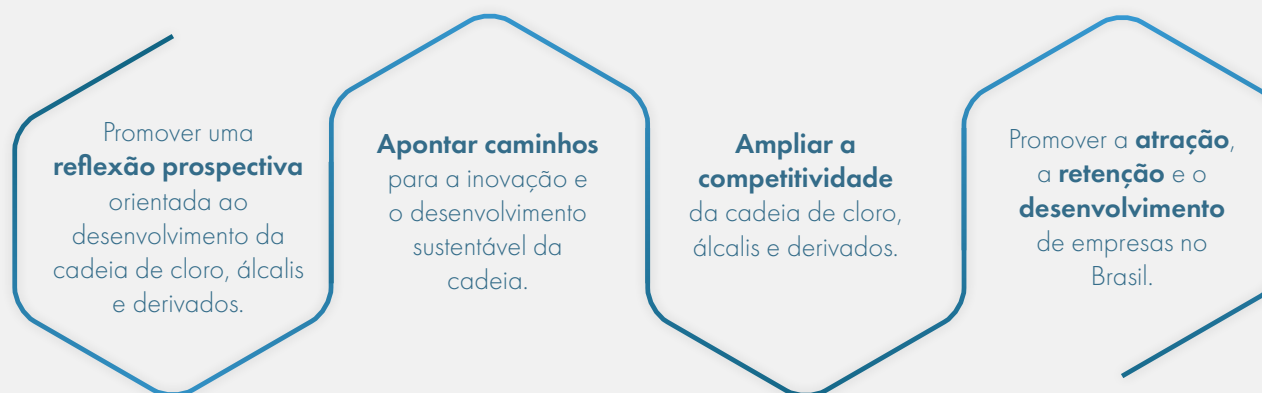 Promover uma
reflexão prospectiva
orientada ao
desenvolvimento da
cadeia de cloro, álcalis
e derivados.
Apontar caminhos
para a inovação e
o desenvolvimento
sustentável da
cadeia.
Ampliar a
competitividade
da cadeia de cloro,
álcalis e derivados.
Promover a atração,
a retenção e o
desenvolvimento
de empresas no
Brasil.